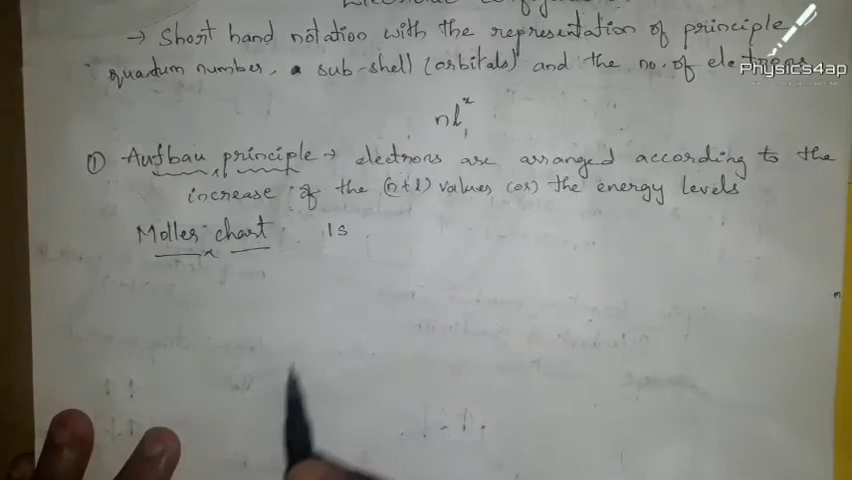 → Short hand notation with the representation of principle
quantum number, sub-shell (orbitals) and the no. of electrons
Physics4ap
nl^x
① Aufbau principle → electrons are arranged according to the
increase of the (n+l) values (or) the energy levels
Moller chart 1s